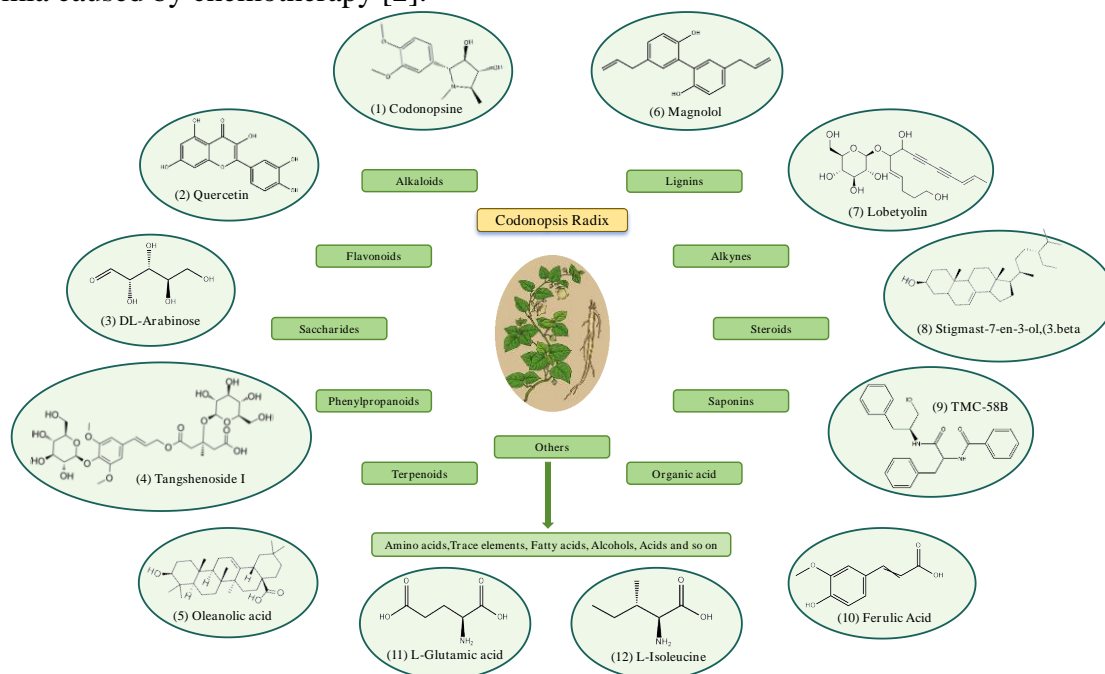 mia caused by chemotherapy [2].
(1) Codonopsine
(6) Magnolol
(2) Quercetin
Alkaloids
Lignins
(7) Lobetyolin
Codonopsis Radix
Flavonoids
Alkynes
(3) DL-Arabinose
Saccharides
Steroids
(8) Stigmast-7-en-3-ol,(3.beta
Phenylpropanoids
Saponins
(9) TMC-58B
(4) Tangshenoside I
Others
Terpenoids
Organic acid
Amino acids,Trace elements, Fatty acids, Alcohols, Acids and so on
(5) Oleanolic acid
(10) Ferulic Acid
(11) L-Glutamic acid
(12) L-Isoleucine